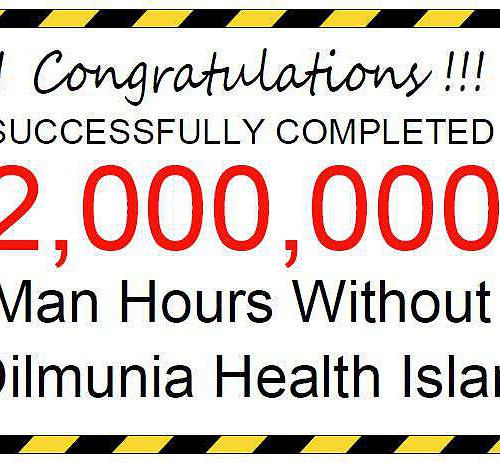 ! Congratulations !!!
SUCCESSFULLY COMPLETED
2,000,000
Man Hours Without
Dilmunia Health Islan